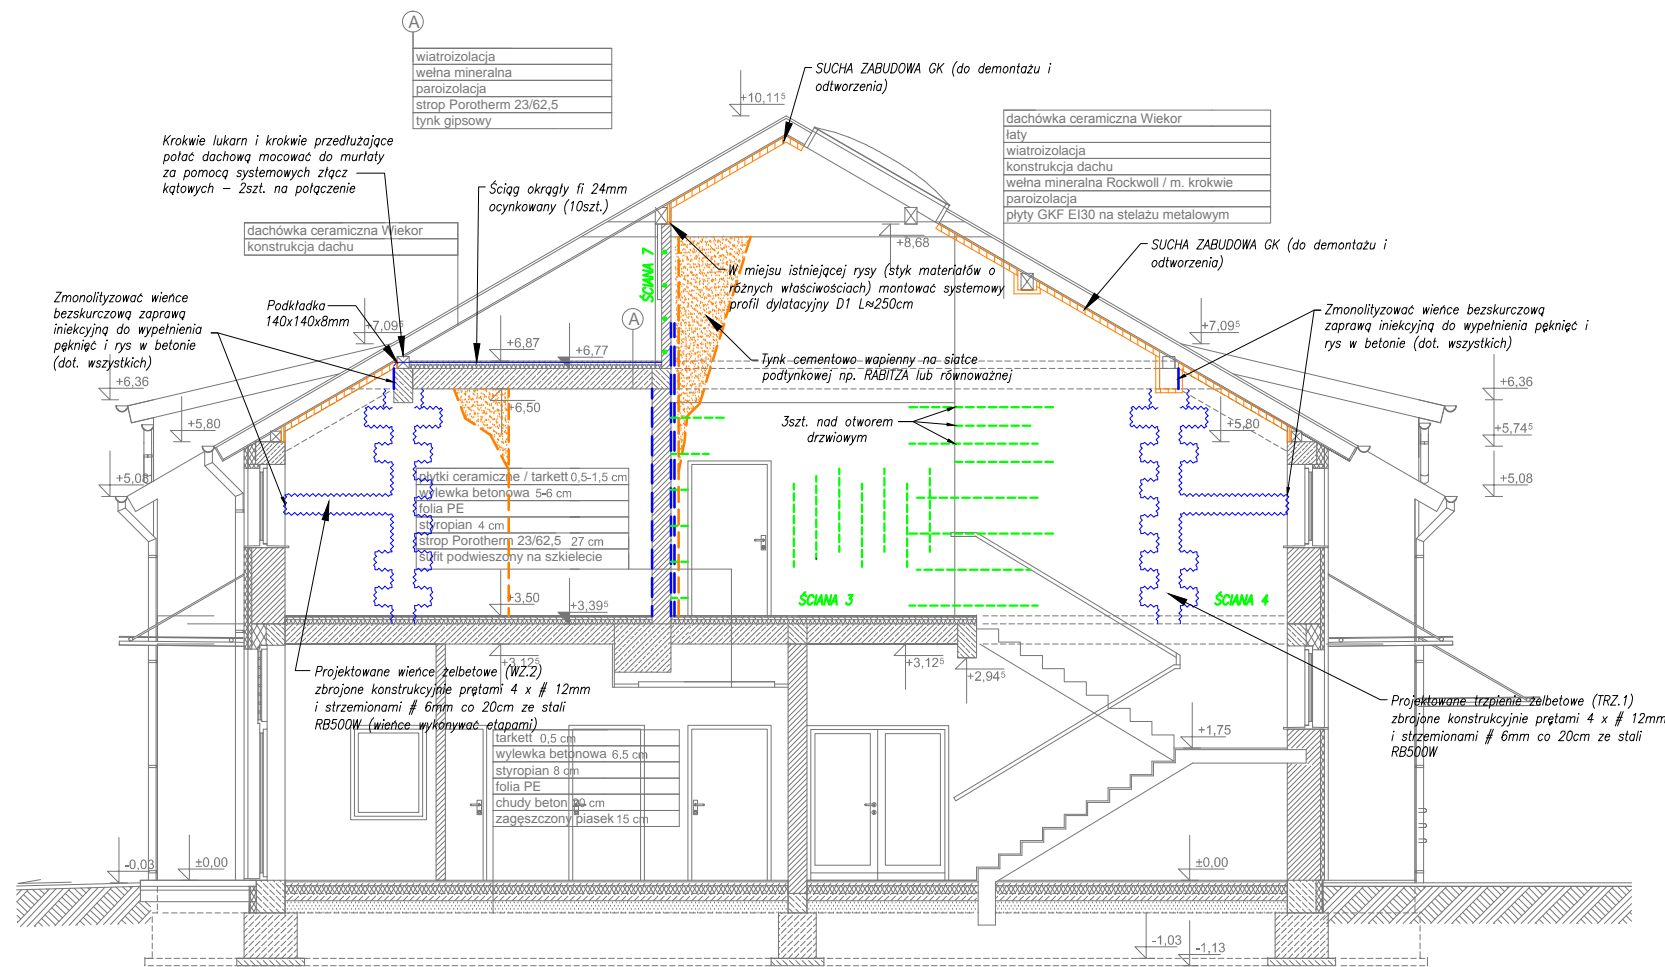 A
wiatroizolacja
wełna mineralna
paroizolacja
strop Porotherm 23/62,5
tynk gipsowy
SUCHA ZABUDOWA GK (do demontażu i
odtworzenia)
+10,11⁵
dachówka ceramiczna Wiekor
łaty
wiatroizolacja
konstrukcja dachu
wełna mineralna Rockwoll / m. krokwie
paroizolacja
płyty GKF EI30 na stelażu metalowym
Krokwie lukarn i krokwie przedłużające
połać dachową mocować do murłaty
za pomocą systemowych złącz
kątowych – 2szt. na połączenie
Ściąg okrągły fi 24mm
ocynkowany (10szt.)
dachówka ceramiczna Wiekor
konstrukcja dachu
+8,68
SUCHA ZABUDOWA GK (do demontażu i
odtworzenia)
ŚCIANA 7
W miejsu istniejącej rysy (styk materiałów o
różnych właściwościach) montować systemowy
profil dylatacyjny D1 L≈250cm
Zmonolityzować wieńce
bezskurczową zaprawą
iniekcyjną do wypełnienia
pęknięć i rys w betonie
(dot. wszystkich)
Podkładka
140x140x8mm
+7,09⁵
A
+6,87
+6,77
+7,09⁵
Zmonolityzować wieńce bezskurczową
zaprawą iniekcyjną do wypełnienia pęknięć i
rys w betonie (dot. wszystkich)
Tynk cementowo wapienny na siatce
podtynkowej np. RABITZA lub równoważnej
+6,36
+6,36
+6,50
+5,80
3szt. nad otworem
drzwiowym
+5,80
+5,74⁵
+5,08
+5,08
płytki ceramiczne / tarkett 0,5-1,5 cm
wylewka betonowa 5-6 cm
folia PE
styropian 4 cm
strop Porotherm 23/62,5 27 cm
sufit podwieszony na szkielecie
+3,50
+3,39⁵
ŚCIANA 3
ŚCIANA 4
+3,12⁵
+3,12⁵
+2,94⁵
Projektowane wieńce żelbetowe (WZ.2)
zbrojone konstrukcyjnie prętami 4 x # 12mm
i strzemionami # 6mm co 20cm ze stali
RB500W (wieńce wykonywać etapami)
Projektowane trzpienie żelbetowe (TRZ.1)
zbrojone konstrukcyjnie prętami 4 x # 12mm
i strzemionami # 6mm co 20cm ze stali
RB500W
+1,75
tarkett 0,5 cm
wylewka betonowa 6.5 cm
styropian 8 cm
folia PE
chudy beton 20 cm
zagęszczony piasek 15 cm
-0,03
±0,00
±0,00
-1,03
-1,13